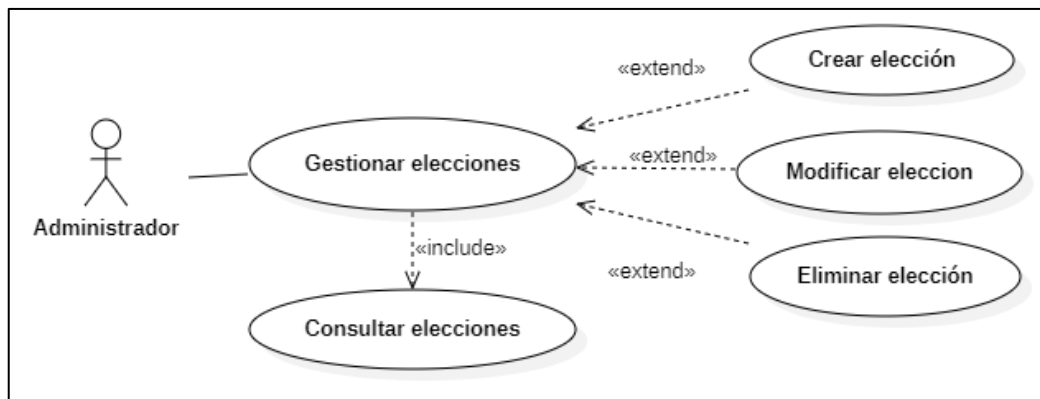 Crear elección
«extend»
Gestionar elecciones
«extend»
Modificar eleccion
Administrador
«include»
«extend»
Eliminar elección
Consultar elecciones